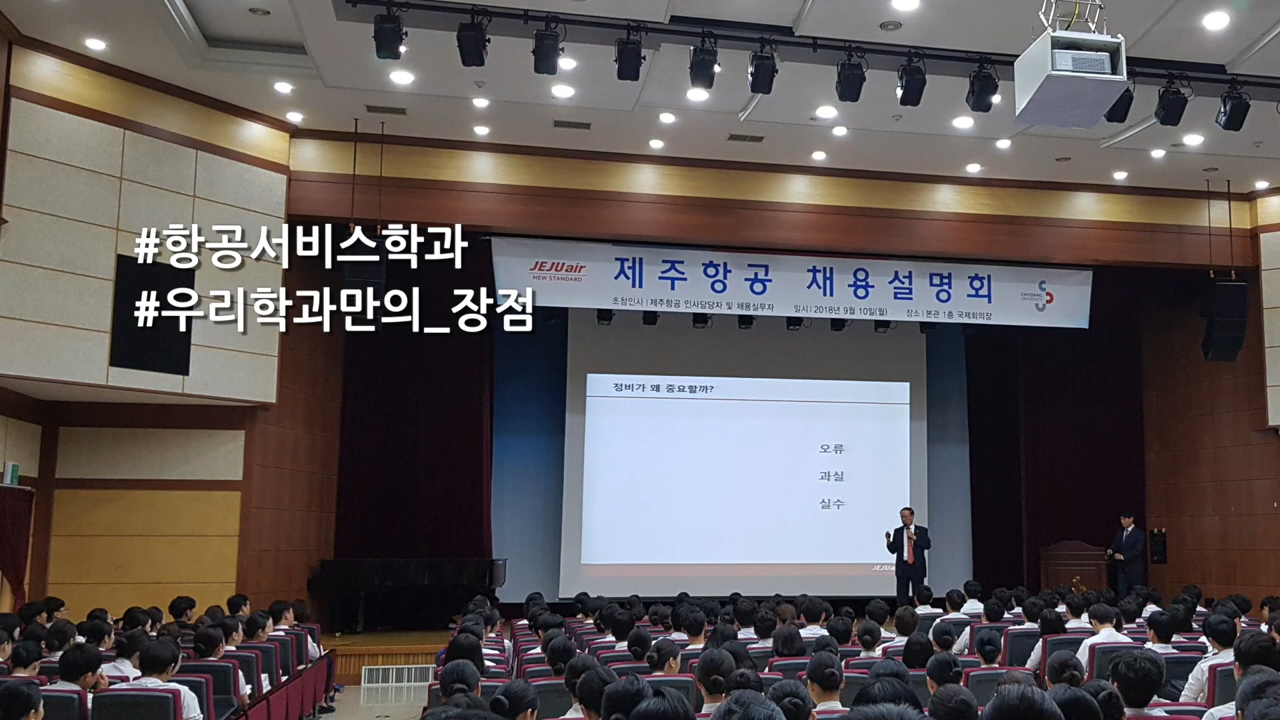 #항공서비스학과
#우리학과만의_장점
JEJUair
NEW STANDARD
제주항공 채용설명회
초청인사 | 제주항공 인사담당자 및 채용실무자 일시 | 2018년 9월 10일(월) 장소 | 본관 1층 국제회의장
정비가 왜 중요할까?
오류
과실
실수
JEJUair